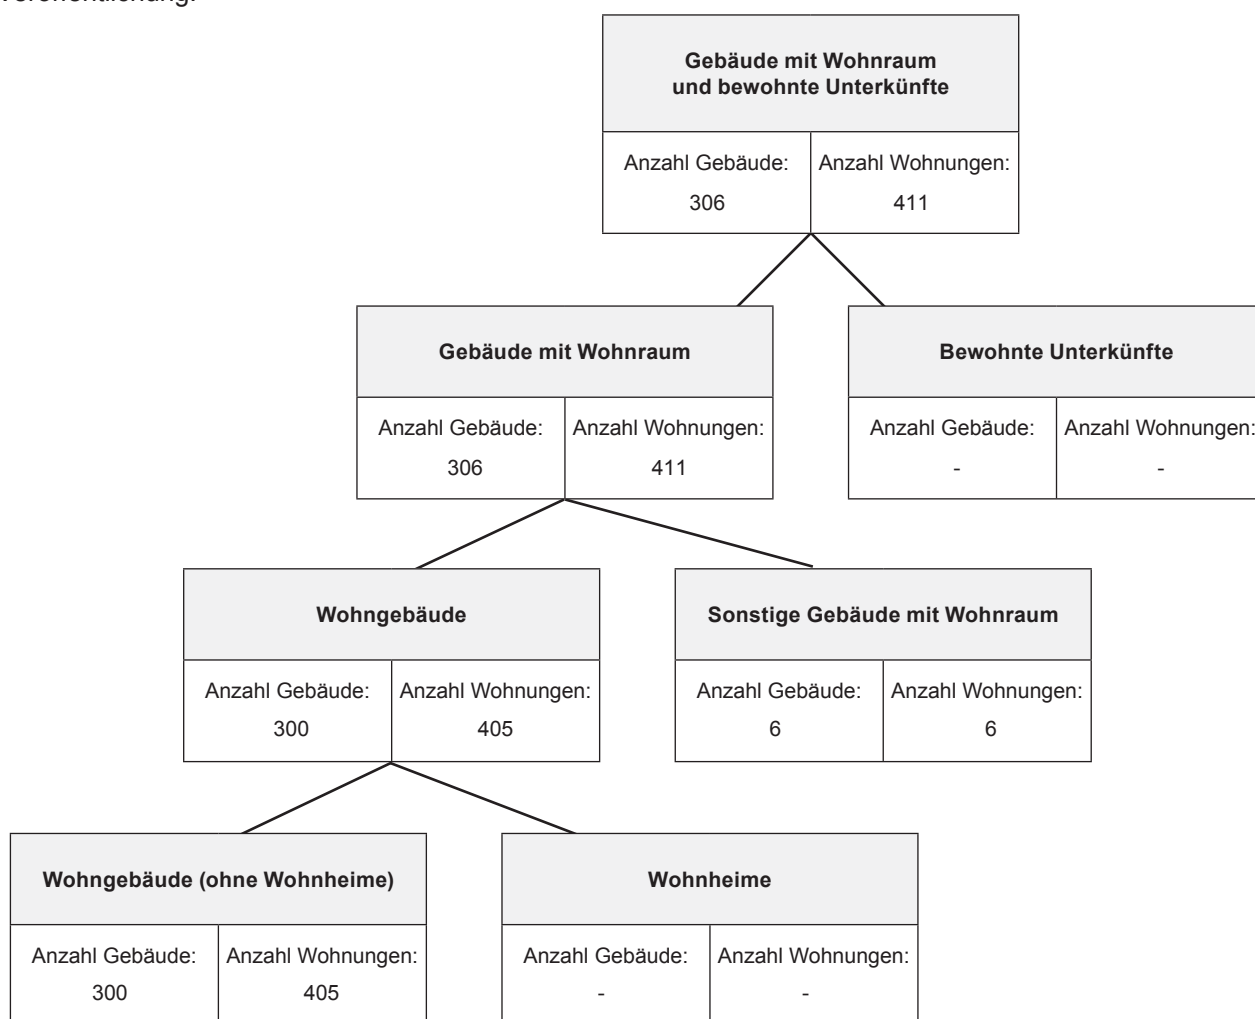 Veröffentlichung.
Gebäude mit Wohnraum
und bewohnte Unterkünfte
Anzahl Gebäude: Anzahl Wohnungen:
306 411
Gebäude mit Wohnraum Bewohnte Unterkünfte
Anzahl Gebäude: Anzahl Wohnungen: Anzahl Gebäude: Anzahl Wohnungen:
306 411 - -
Wohngebäude Sonstige Gebäude mit Wohnraum
Anzahl Gebäude: Anzahl Wohnungen: Anzahl Gebäude: Anzahl Wohnungen:
300 405 6 6
Wohngebäude (ohne Wohnheime) Wohnheime
Anzahl Gebäude: Anzahl Wohnungen: Anzahl Gebäude: Anzahl Wohnungen:
300 405 - -